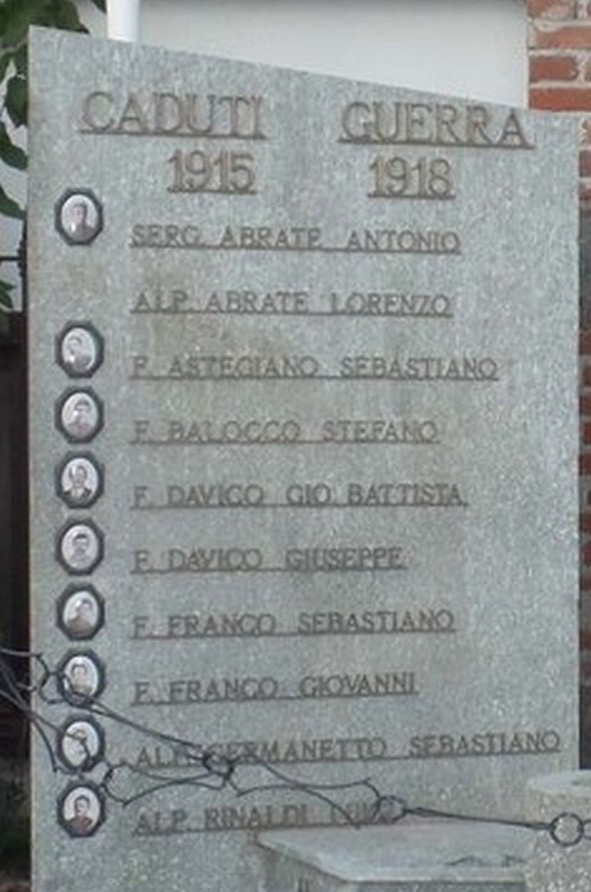 CADUTI GUERRA
1915 1918
SERG. ABRATE ANTONIO
ALP. ABRATE LORENZO
F. ASTEGIANO SEBASTIANO
F. BALOCCO STEFANO
F. DAVICO GIO BATTISTA
F. DAVICO GIUSEPPE
F. FRANCO SEBASTIANO
F. FRANCO GIOVANNI
ALP. GERMANETTO SEBASTIANO
ALP. RINALDI